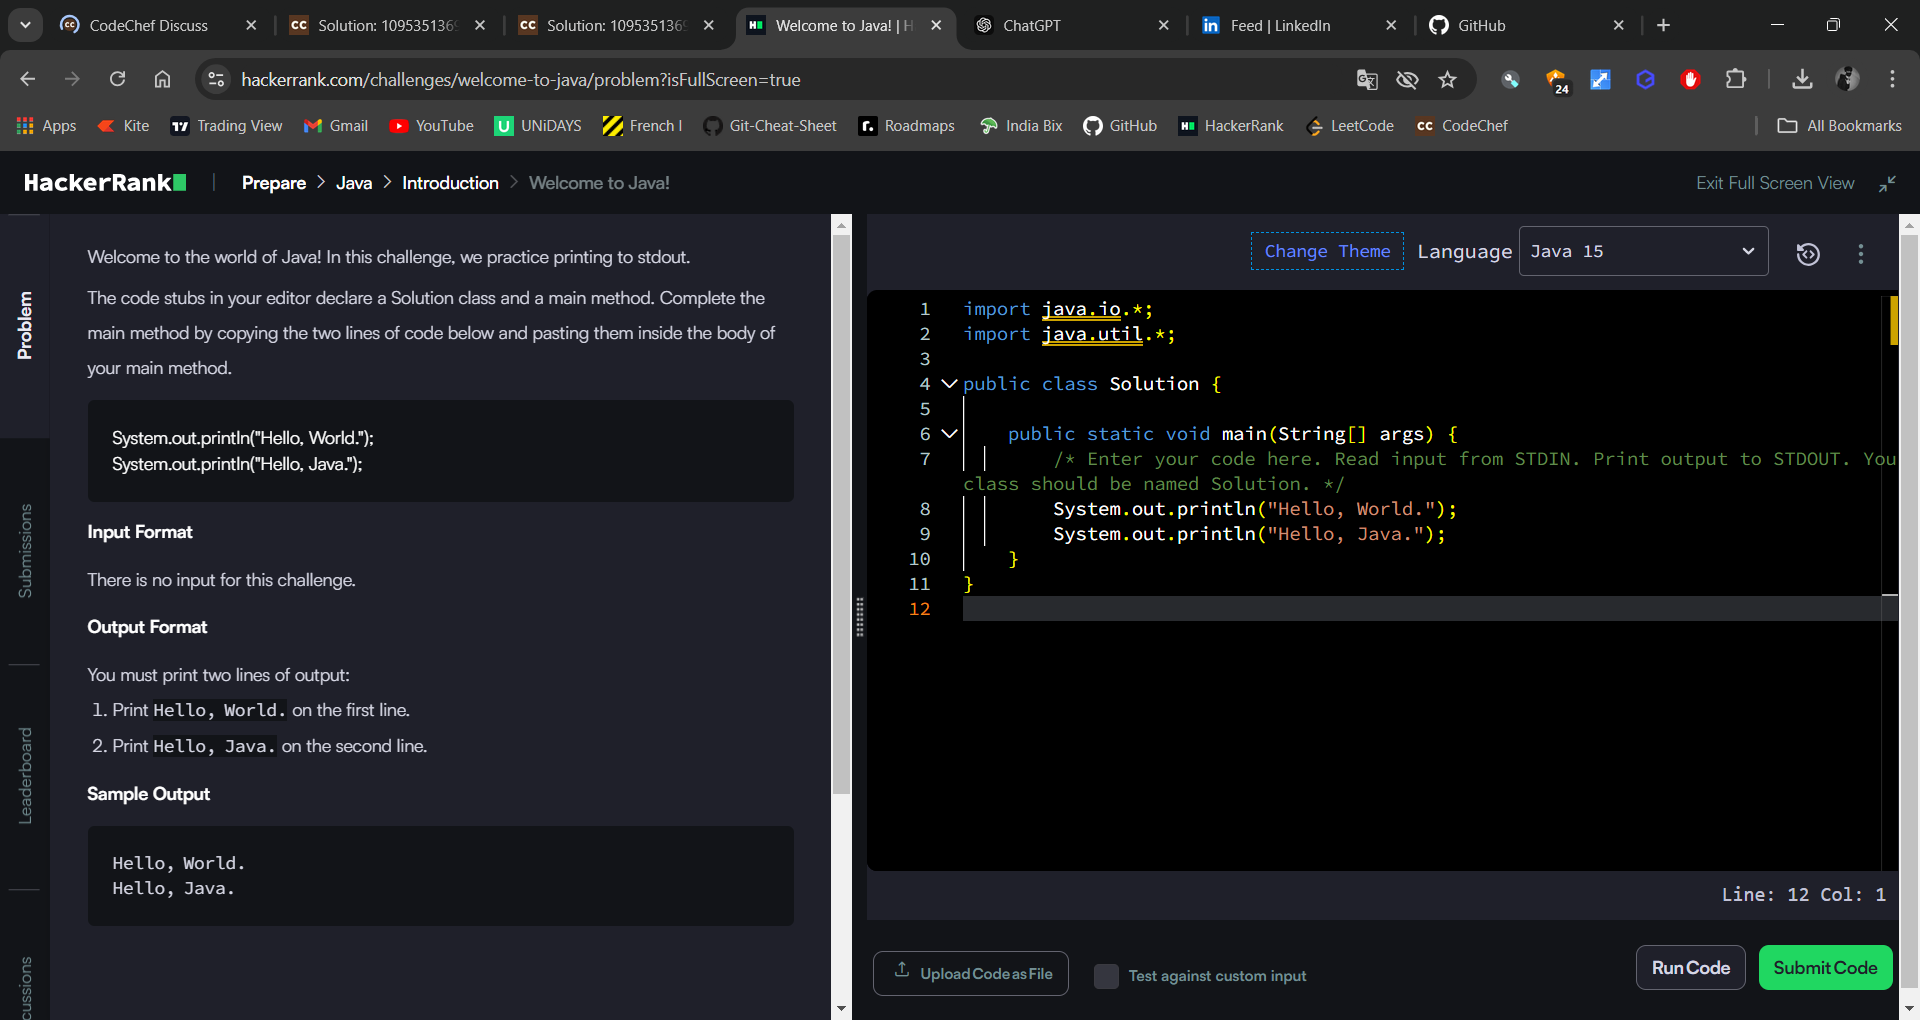 CodeChef Discuss
CC Solution: 109535136
CC Solution: 109535136
Welcome to Java! | H
ChatGPT
in Feed | LinkedIn
GitHub
hackerrank.com/challenges/welcome-to-java/problem?isFullScreen=true
24
Apps
Kite
Trading View
Gmail
YouTube
U UNiDAYS
French I
Git-Cheat-Sheet
r. Roadmaps
India Bix
GitHub
HackerRank
LeetCode
CC CodeChef
All Bookmarks
HackerRank
Prepare > Java > Introduction > Welcome to Java!
Exit Full Screen View
Problem
Submissions
Leaderboard
cussions
Welcome to the world of Java! In this challenge, we practice printing to stdout.
The code stubs in your editor declare a Solution class and a main method. Complete the
main method by copying the two lines of code below and pasting them inside the body of
your main method.
System.out.println("Hello, World.");
System.out.println("Hello, Java.");
Input Format
There is no input for this challenge.
Output Format
You must print two lines of output:
1. Print Hello, World. on the first line.
2. Print Hello, Java. on the second line.
Sample Output
Hello, World.
Hello, Java.
Change Theme Language Java 15
1 import java.io.*;
2 import java.util.*;
3
4 public class Solution {
5
6 public static void main(String[] args) {
7 /* Enter your code here. Read input from STDIN. Print output to STDOUT. You
class should be named Solution. */
8 System.out.println("Hello, World.");
9 System.out.println("Hello, Java.");
10 }
11 }
12
Line: 12 Col: 1
Upload Code as File
Test against custom input
Run Code
Submit Code